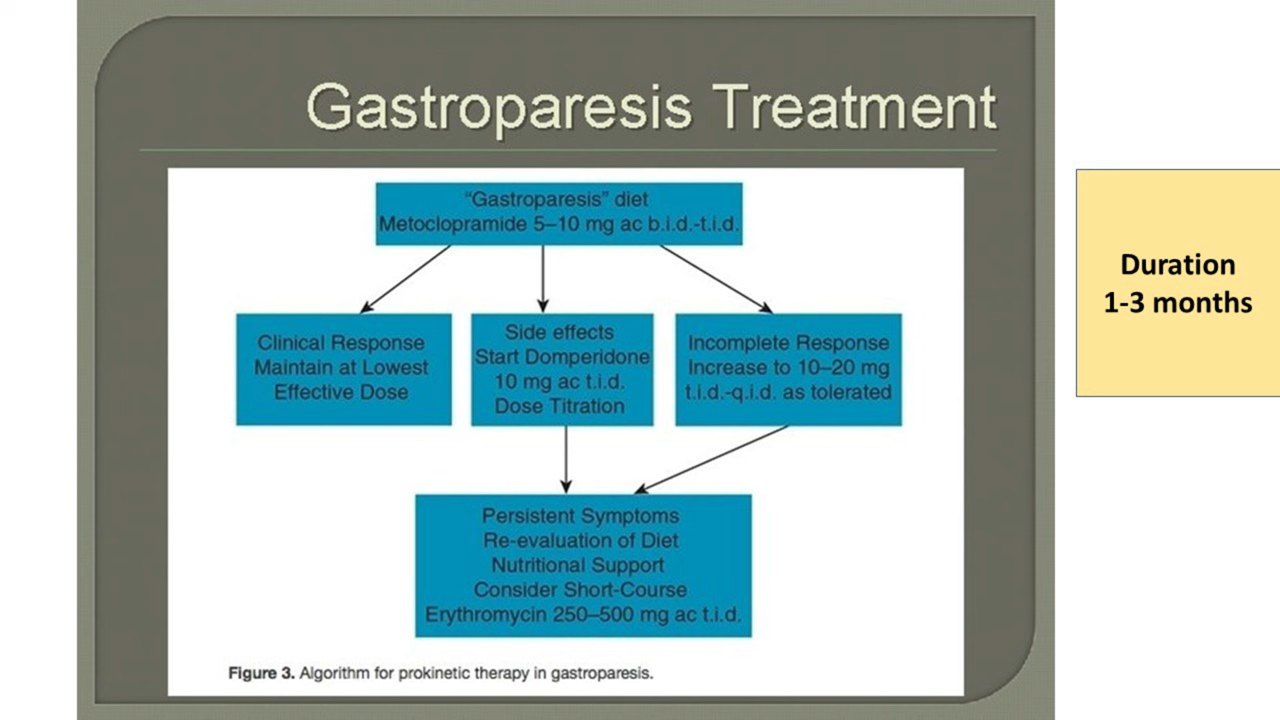 Gastroparesis Treatment
“Gastroparesis” diet
Metoclopramide 5–10 mg ac b.i.d.-t.i.d.
Clinical Response
Maintain at Lowest
Effective Dose
Side effects
Start Domperidone
10 mg ac t.i.d.
Dose Titration
Incomplete Response
Increase to 10–20 mg
t.i.d.-q.i.d. as tolerated
Persistent Symptoms
Re-evaluation of Diet
Nutritional Support
Consider Short-Course
Erythromycin 250–500 mg ac t.i.d.
Figure 3. Algorithm for prokinetic therapy in gastroparesis.
Duration
1-3 months